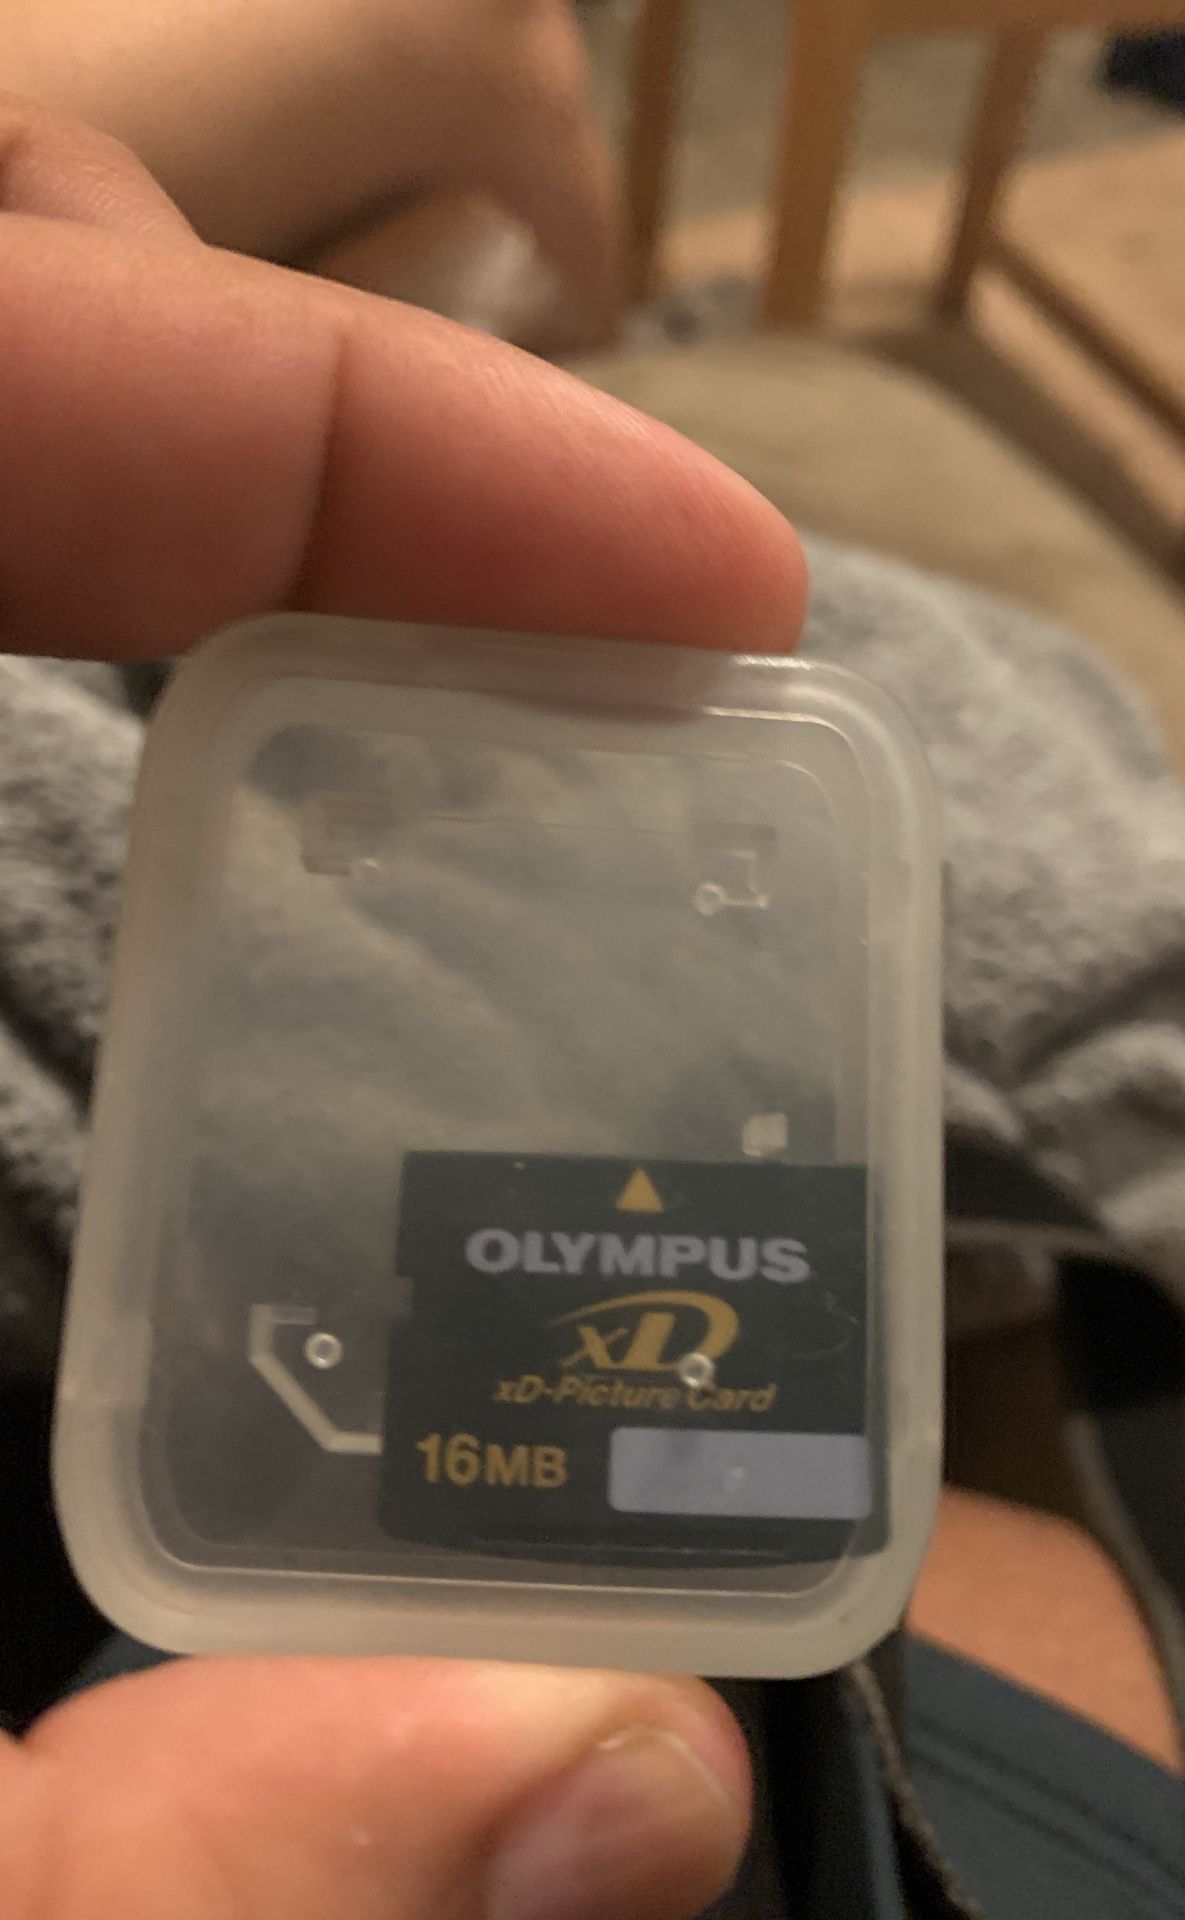 OLYMPUS
xD
xD-Picture Card
16MB